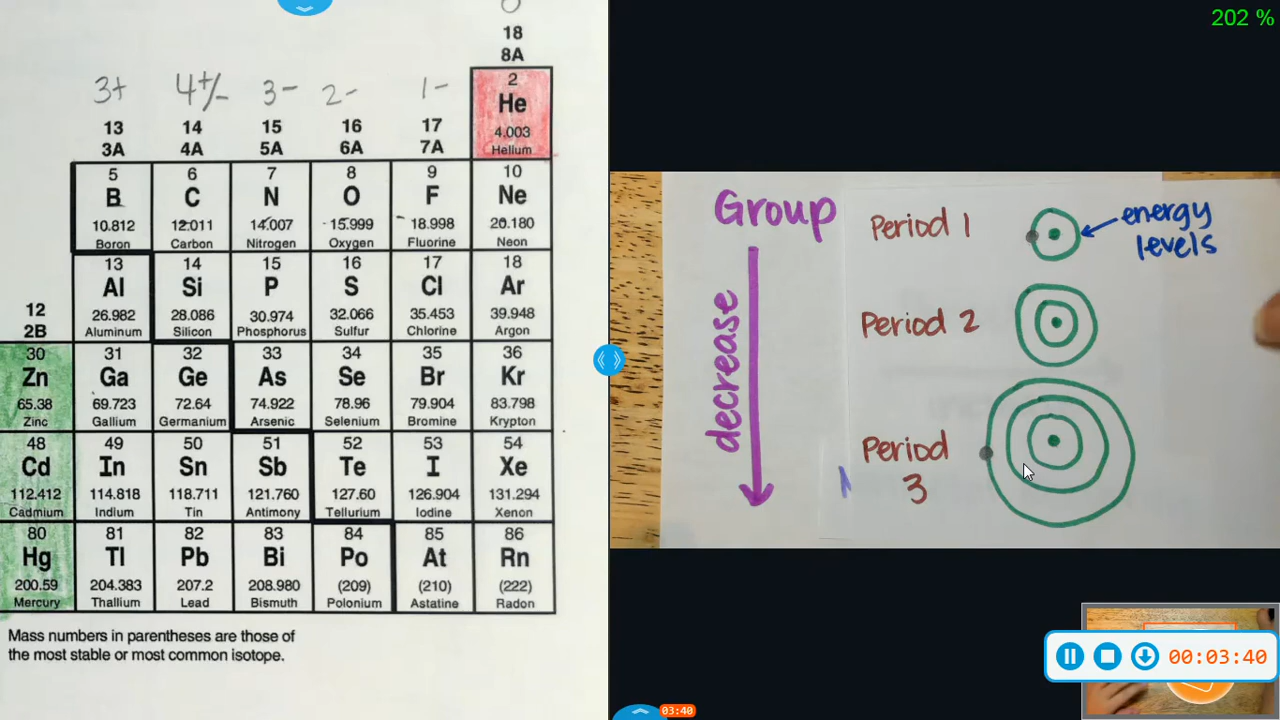 202 %
0
18
8A
3+ 4+/- 3- 2- 1-
13 14 15 16 17
3A 4A 5A 6A 7A
2
He
4.003
Helium
5 6 7 8 9 10
B C N O F Ne
10.812 12.011 14.007 15.999 18.998 20.180
Boron Carbon Nitrogen Oxygen Fluorine Neon
13 14 15 16 17 18
Al Si P S Cl Ar
26.982 28.086 30.974 32.066 35.453 39.948
Aluminum Silicon Phosphorus Sulfur Chlorine Argon
12
2B
30 31 32 33 34 35 36
Zn Ga Ge As Se Br Kr
65.38 69.723 72.64 74.922 78.96 79.904 83.798
Zinc Gallium Germanium Arsenic Selenium Bromine Krypton
48 49 50 51 52 53 54
Cd In Sn Sb Te I Xe
112.412 114.818 118.711 121.760 127.60 126.904 131.294
Cadmium Indium Tin Antimony Tellurium Iodine Xenon
80 81 82 83 84 85 86
Hg Tl Pb Bi Po At Rn
200.59 204.383 207.2 208.980 (209) (210) (222)
Mercury Thallium Lead Bismuth Polonium Astatine Radon
Mass numbers in parentheses are those of
the most stable or most common isotope.
Group
decrease
Period 1
energy
levels
Period 2
Period
3
00:03:40
03:40